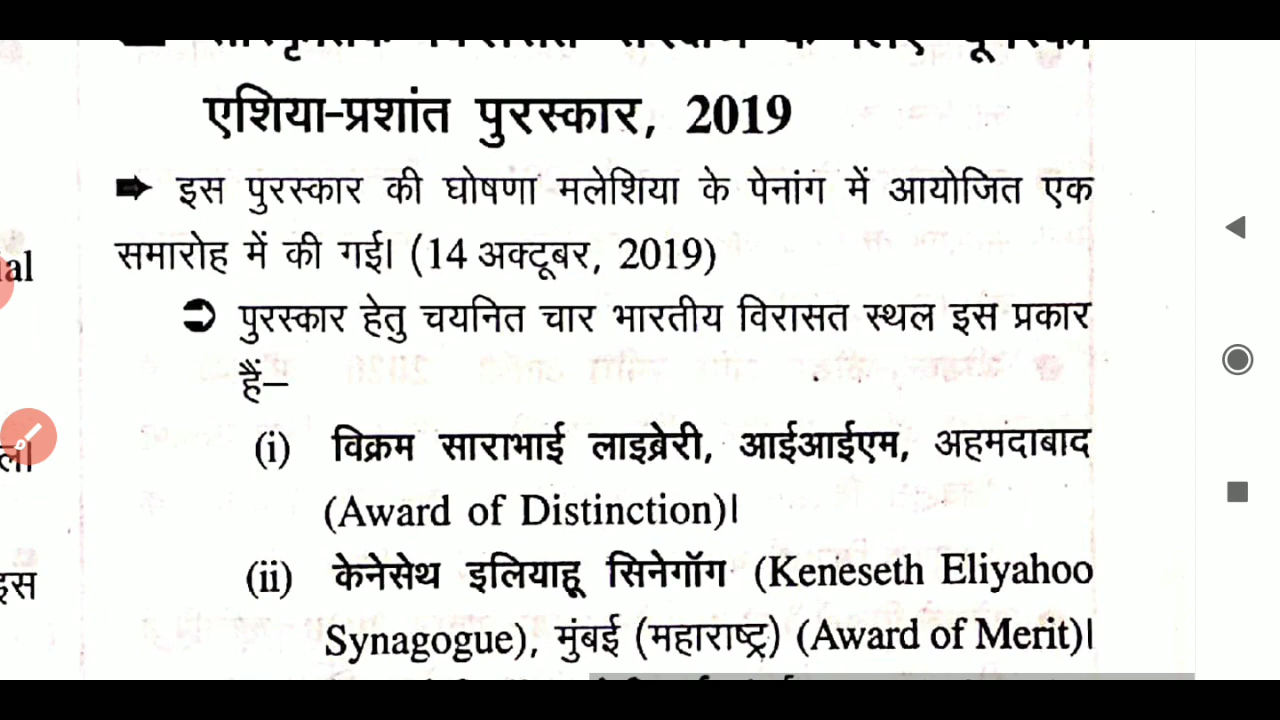 एशिया-प्रशांत पुरस्कार, 2019
➡ इस पुरस्कार की घोषणा मलेशिया के पेनांग में आयोजित एक
समारोह में की गई। (14 अक्टूबर, 2019)
➲ पुरस्कार हेतु चयनित चार भारतीय विरासत स्थल इस प्रकार
हैं–
(i) विक्रम साराभाई लाइब्रेरी, आईआईएम, अहमदाबाद
(Award of Distinction)।
(ii) केनेसेथ इलियाहू सिनेगॉग (Keneseth Eliyahoo
Synagogue), मुंबई (महाराष्ट्र) (Award of Merit)।